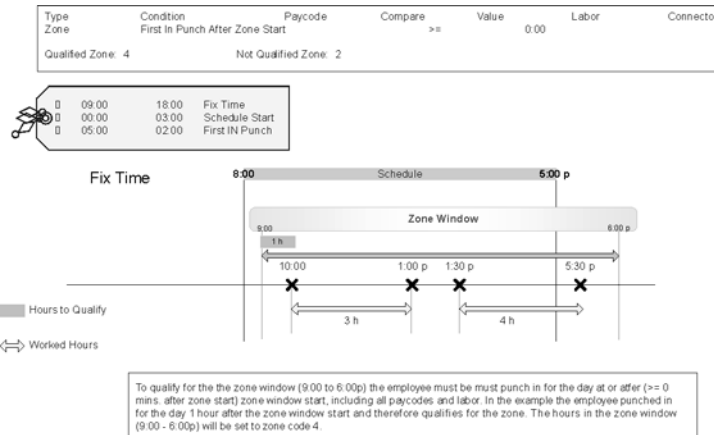 Type Condition Paycode Compare Value Labor Connecto
Zone First In Punch After Zone Start >= 0:00
Qualified Zone: 4 Not Qualified Zone: 2
09:00 18:00 Fix Time
00:00 03:00 Schedule Start
05:00 02:00 First IN Punch
Fix Time
8:00 Schedule 5:00 p
Zone Window
9:00 6:00 p
1 h
10:00 1:00 p 1:30 p 5:30 p
Hours to Qualify
3 h 4 h
Worked Hours
To qualify for the the zone window (9:00 to 6:00p) the employee must be must punch in for the day at or atfer (>= 0
mins. after zone start) zone window start, including all paycodes and labor. In the example the employee punched in
for the day 1 hour after the zone window start and therefore qualifies for the zone. The hours in the zone window
(9:00 - 6:00p) will be set to zone code 4.